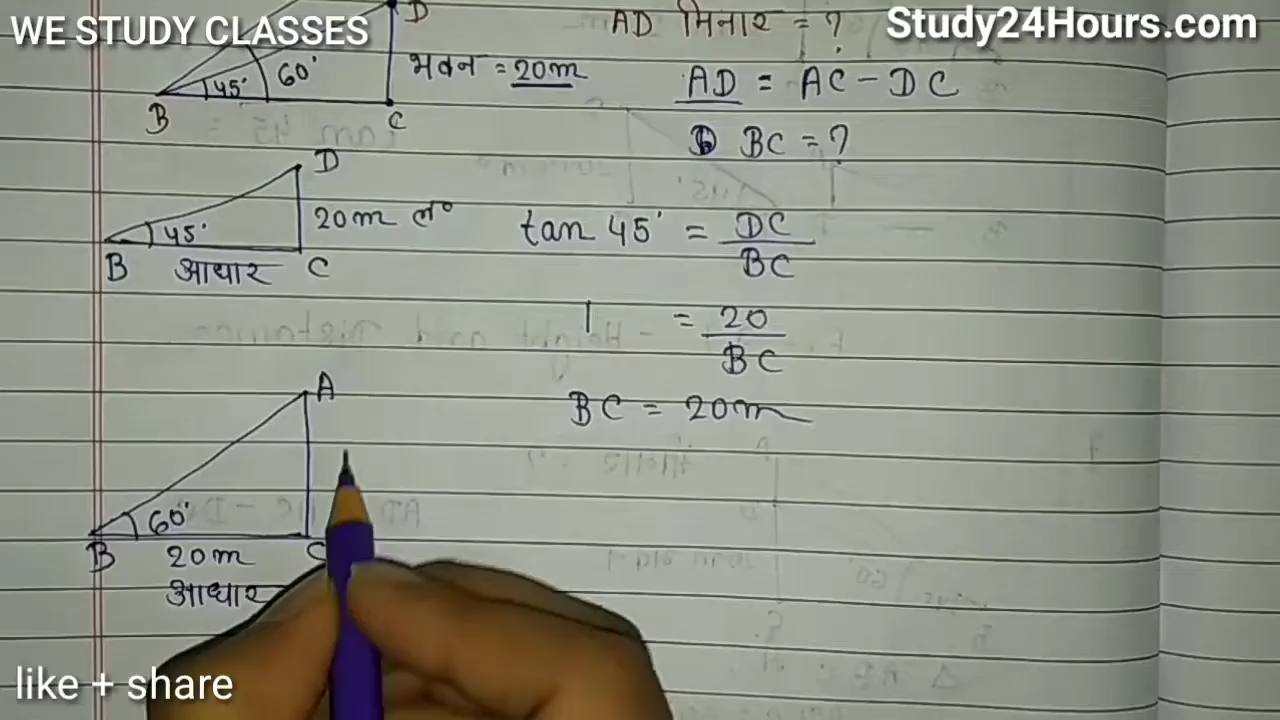 WE STUDY CLASSES
Study24Hours.com
D
AD मिनार = ?
45° 60°
भवन = 20m
AD = AC - DC
B
C
BC = ?
D
45°
20m ल०
tan 45° = DC
BC
B आधार C
1 = 20
BC
A
BC = 20m
60°
B 20m C
आधार
like + share